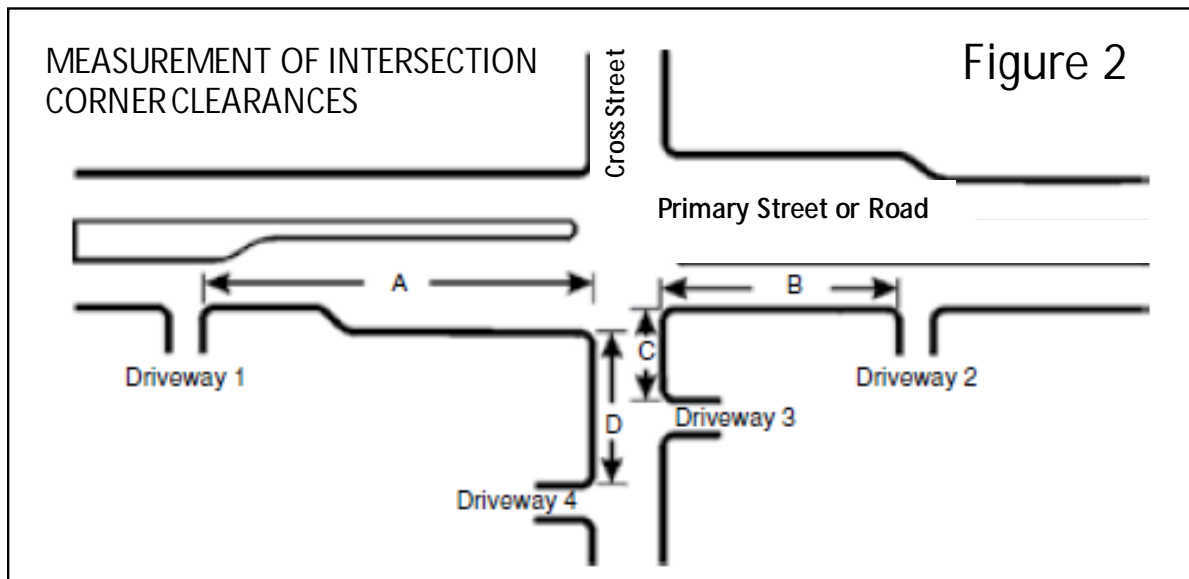 MEASUREMENT OF INTERSECTION
CORNER CLEARANCES
Figure 2
Cross Street
Primary Street or Road
A
B
C
D
Driveway 1
Driveway 2
Driveway 3
Driveway 4